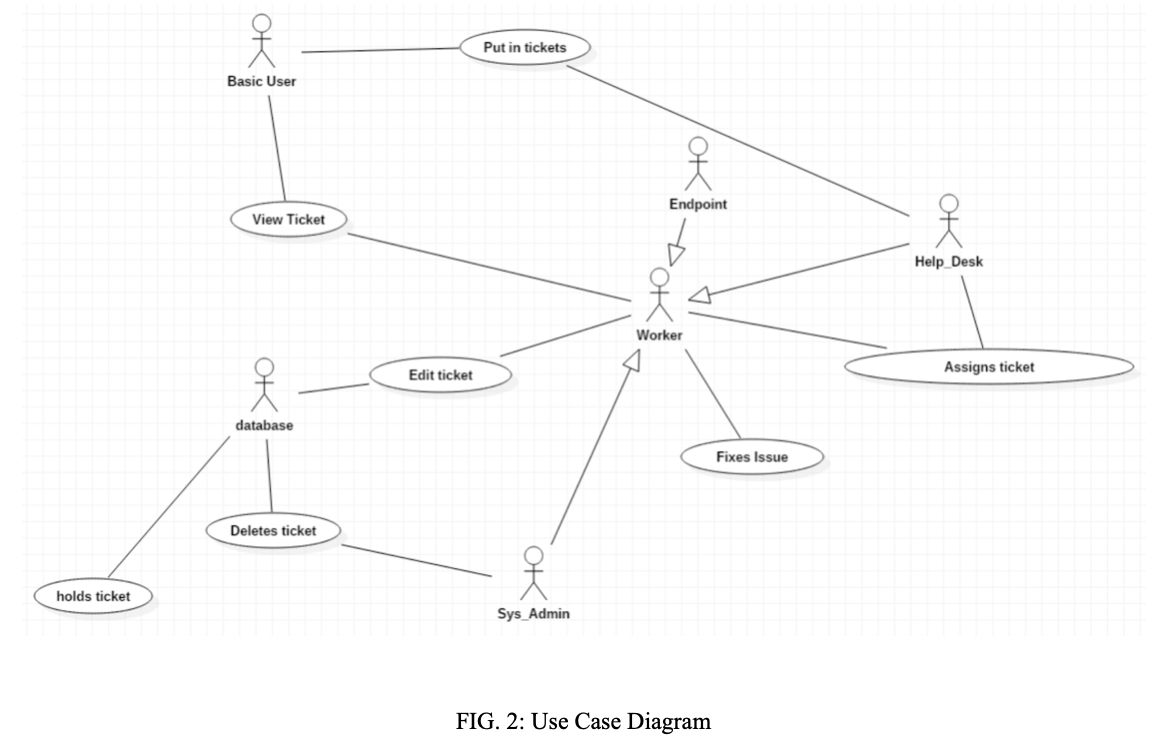 Basic User
Put in tickets
Endpoint
View Ticket
Help_Desk
Worker
Edit ticket
Assigns ticket
database
Fixes Issue
Deletes ticket
holds ticket
Sys_Admin
FIG. 2: Use Case Diagram